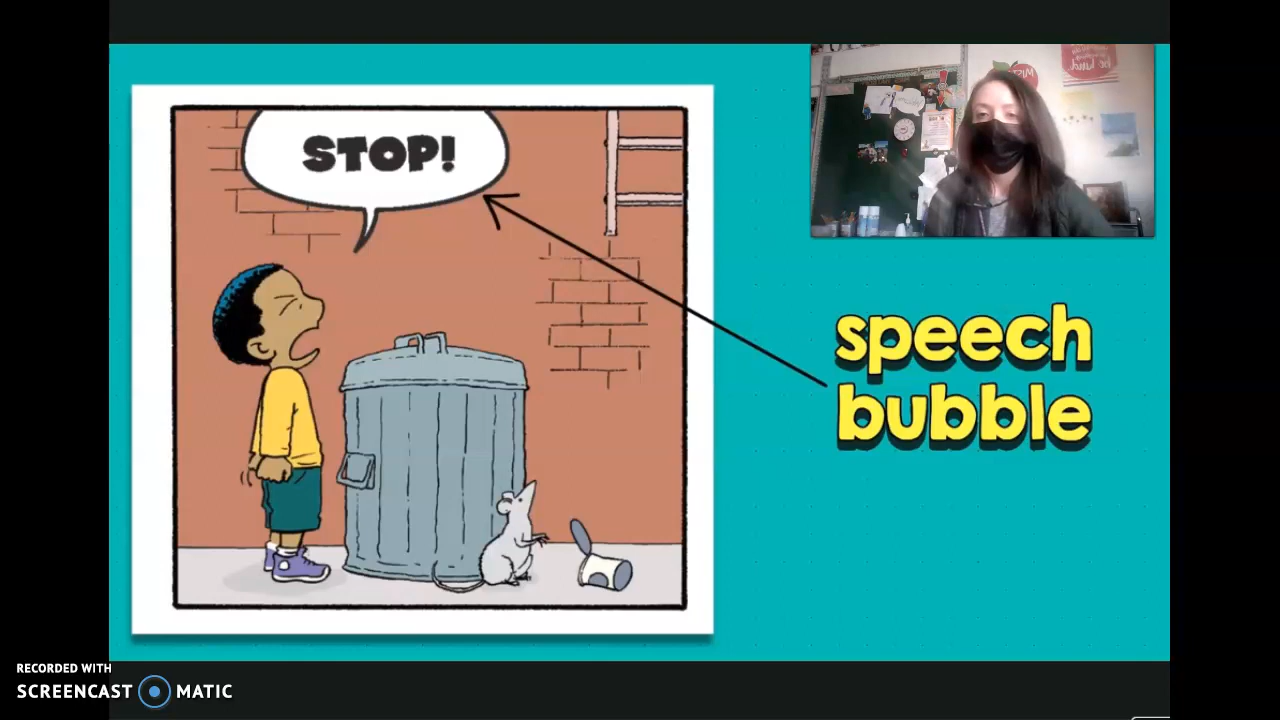 STOP!
speech
bubble
RECORDED WITH
SCREENCAST MATIC